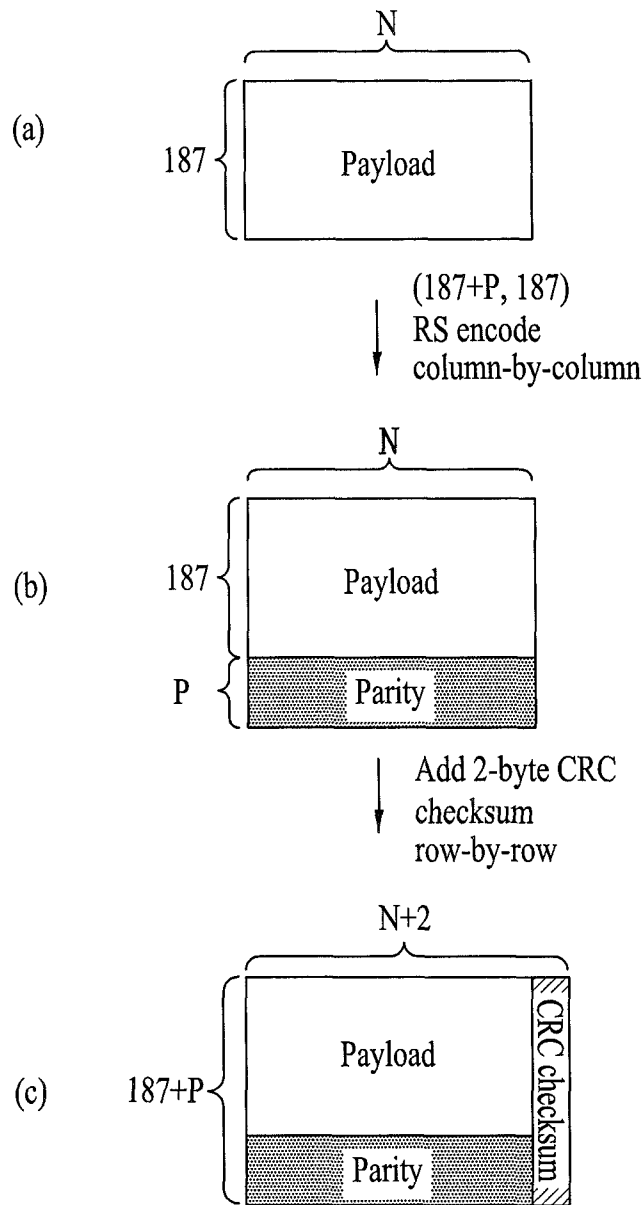 N
(a)
187
Payload
(187+P, 187)
RS encode
column-by-column
N
(b)
187
Payload
P
Parity
Add 2-byte CRC
checksum
row-by-row
N+2
(c)
187+P
Payload
CRC checksum
Parity